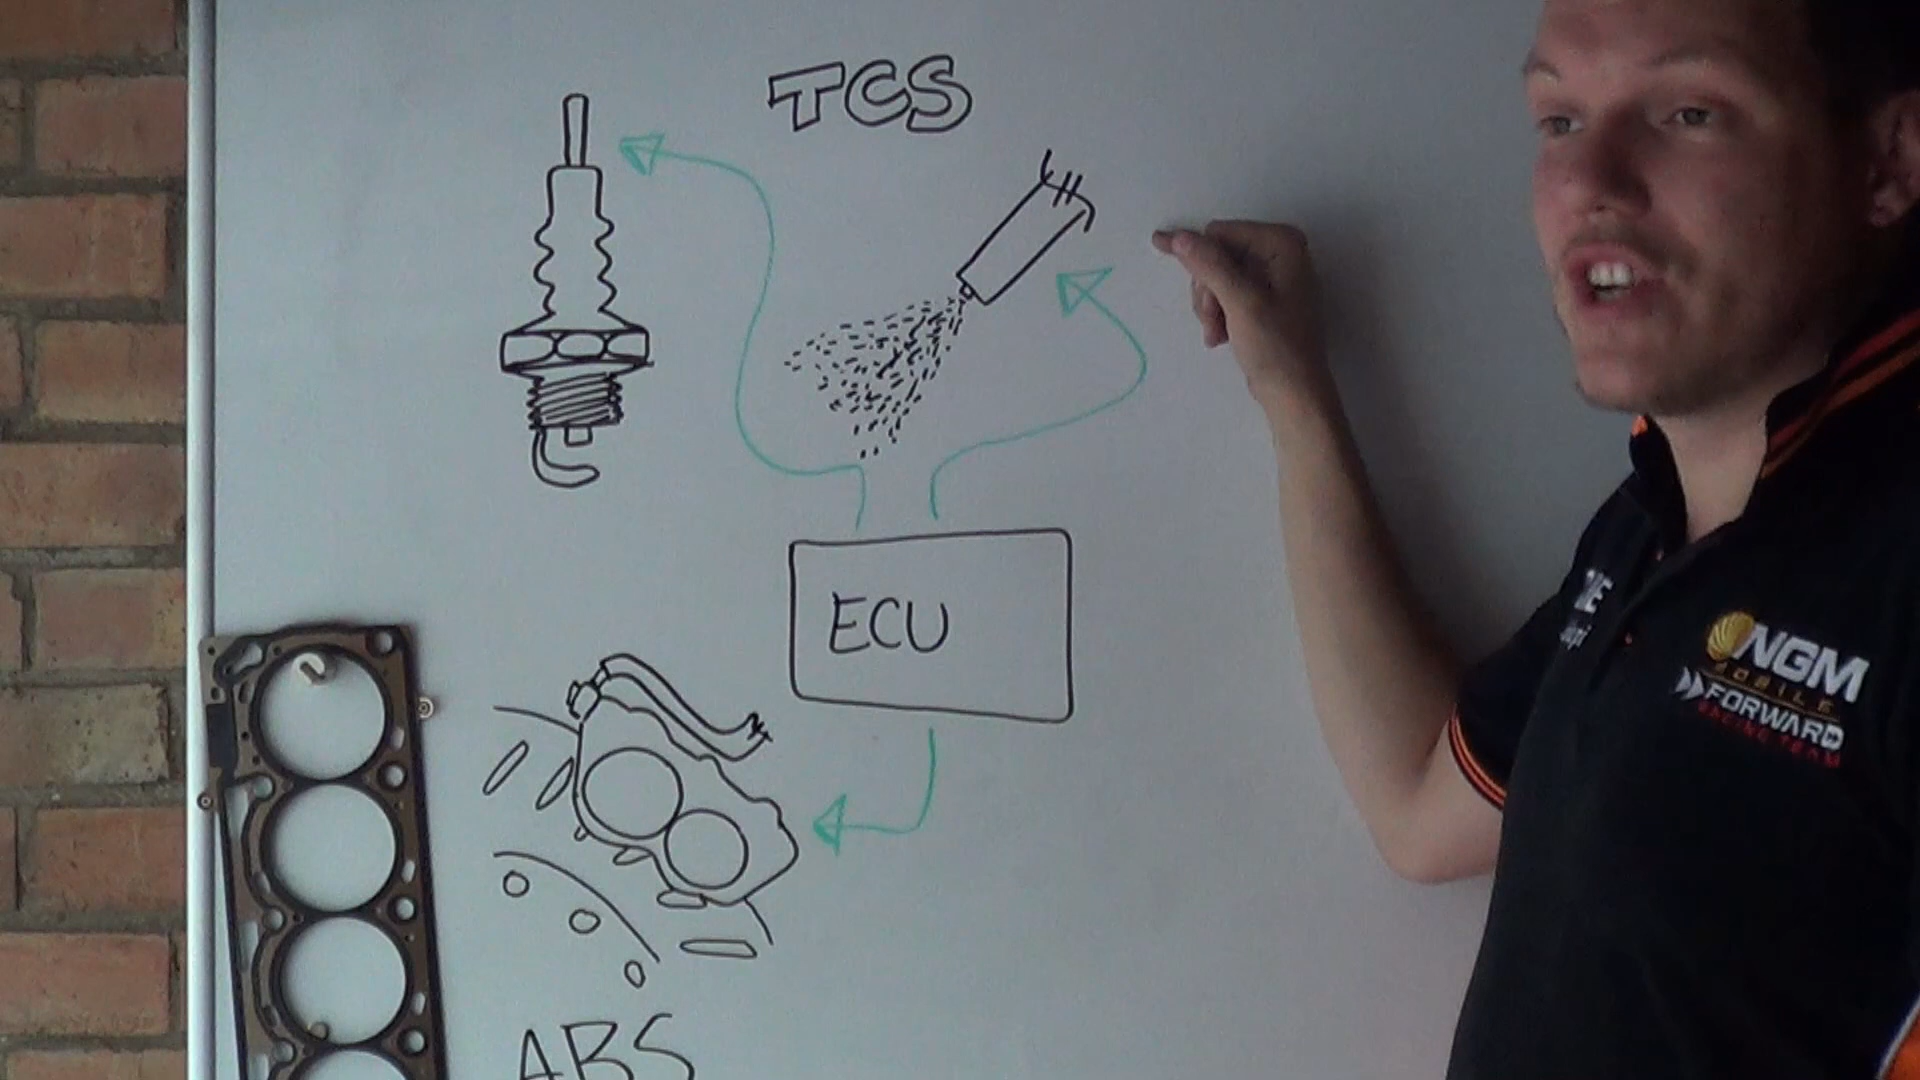 TCS
ECU
ABS
NGM
MOBILE
FORWARD
RACING TEAM